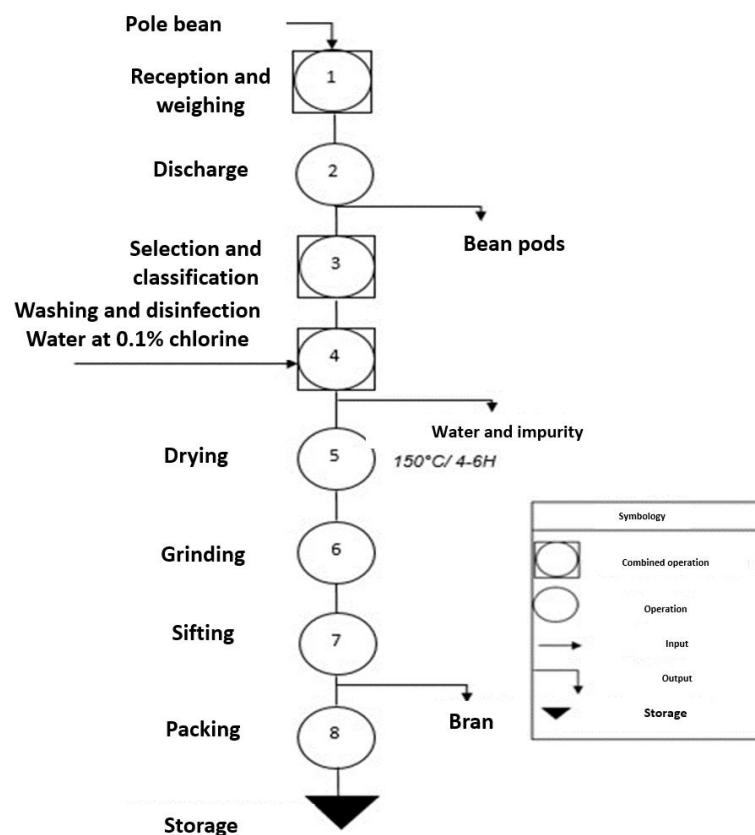 Pole bean
Reception and
weighing
1
Discharge
2
Bean pods
Selection and
classification
3
Washing and disinfection
Water at 0.1% chlorine
4
Water and impurity
Drying
5
150°C/ 4-6H
Grinding
6
Sifting
7
Bran
Packing
8
Storage
Symbology
Combined operation
Operation
Input
Output
Storage